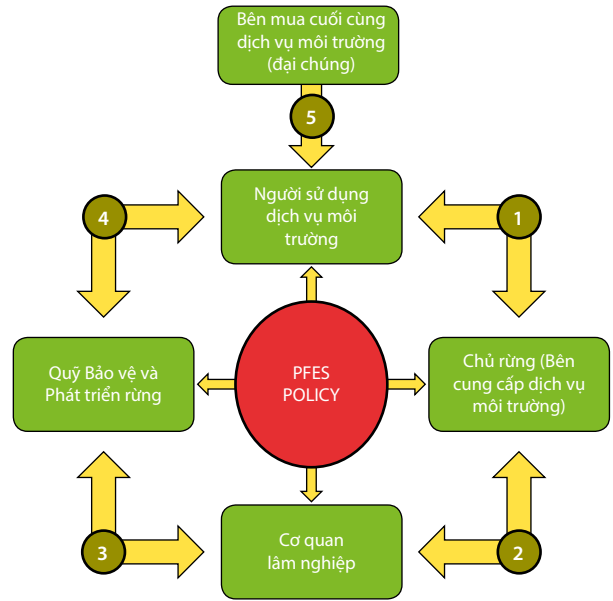 Bên mua cuối cùng
dịch vụ môi trường
(đại chúng)
5
4
Người sử dụng
dịch vụ môi
trường
1
Quỹ Bảo vệ và
Phát triển rừng
PFES
POLICY
Chủ rừng (Bên
cung cấp dịch vụ
môi trường)
3
Cơ quan
lâm nghiệp
2